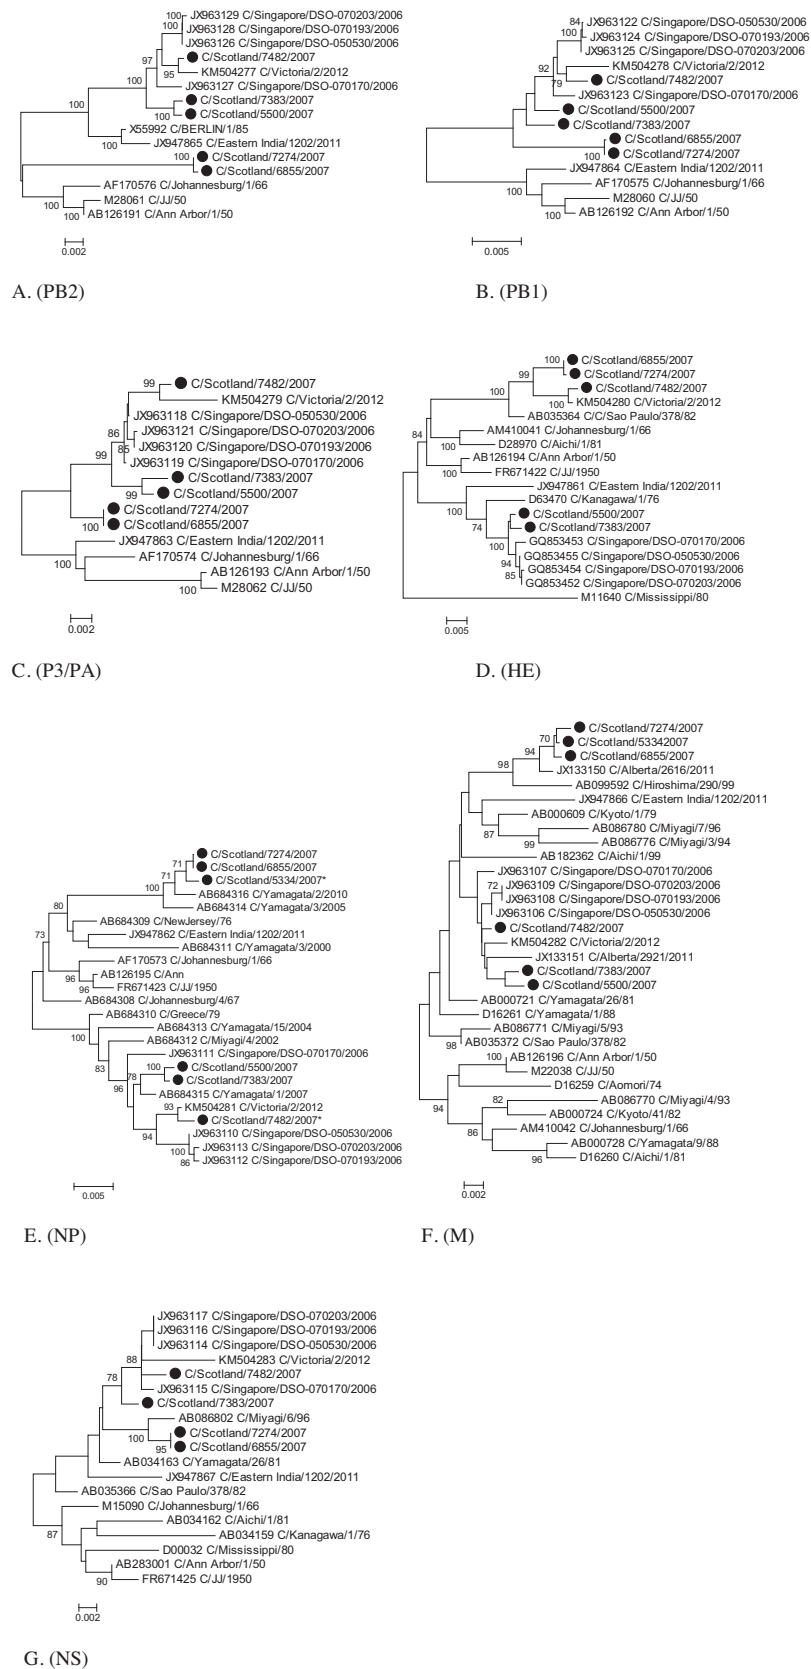 100
JX963129 C/Singapore/DSO-070203/2006
JX963128 C/Singapore/DSO-070193/2006
100
JX963126 C/Singapore/DSO-050530/2006
97
C/Scotland/7482/2007
95
KM504277 C/Victoria/2/2012
100
JX963127 C/Singapore/DSO-070170/2006
C/Scotland/7383/2007
100
100
C/Scotland/5500/2007
X55992 C/BERLIN/1/85
100
JX947865 C/Eastern India/1202/2011
100
C/Scotland/7274/2007
C/Scotland/6855/2007
AF170576 C/Johannesburg/1/66
100
M28061 C/JJ/50
100
AB126191 C/Ann Arbor/1/50
0.002
A. (PB2)
84
JX963122 C/Singapore/DSO-050530/2006
100
JX963124 C/Singapore/DSO-070193/2006
JX963125 C/Singapore/DSO-070203/2006
92
KM504278 C/Victoria/2/2012
79
C/Scotland/7482/2007
JX963123 C/Singapore/DSO-070170/2006
C/Scotland/5500/2007
C/Scotland/7383/2007
C/Scotland/6855/2007
100
C/Scotland/7274/2007
JX947864 C/Eastern India/1202/2011
AF170575 C/Johannesburg/1/66
100
M28060 C/JJ/50
100
AB126192 C/Ann Arbor/1/50
0.005
B. (PB1)
99
C/Scotland/7482/2007
KM504279 C/Victoria/2/2012
JX963118 C/Singapore/DSO-050530/2006
86
JX963121 C/Singapore/DSO-070203/2006
85
JX963120 C/Singapore/DSO-070193/2006
99
JX963119 C/Singapore/DSO-070170/2006
C/Scotland/7383/2007
99
C/Scotland/5500/2007
C/Scotland/7274/2007
100
C/Scotland/6855/2007
JX947863 C/Eastern India/1202/2011
AF170574 C/Johannesburg/1/66
100
AB126193 C/Ann Arbor/1/50
100
M28062 C/JJ/50
0.002
C. (P3/PA)
100
C/Scotland/6855/2007
99
C/Scotland/7274/2007
C/Scotland/7482/2007
100
100
KM504280 C/Victoria/2/2012
AB035364 C/C/Sao Paulo/378/82
84
AM410041 C/Johannesburg/1/66
100
D28970 C/Aichi/1/81
AB126194 C/Ann Arbor/1/50
100
FR671422 C/JJ/1950
JX947861 C/Eastern India/1202/2011
D63470 C/Kanagawa/1/76
100
C/Scotland/5500/2007
74
C/Scotland/7383/2007
100
GQ853453 C/Singapore/DSO-070170/2006
GQ853455 C/Singapore/DSO-050530/2006
94
GQ853454 C/Singapore/DSO-070193/2006
85
GQ853452 C/Singapore/DSO-070203/2006
M11640 C/Mississippi/80
0.005
D. (HE)
71
C/Scotland/7274/2007
C/Scotland/6855/2007
71
C/Scotland/5334/2007*
100
AB684316 C/Yamagata/2/2010
AB684314 C/Yamagata/3/2005
80
AB684309 C/NewJersey/76
JX947862 C/Eastern India/1202/2011
73
AB684311 C/Yamagata/3/2000
AF170573 C/Johannesburg/1/66
96
AB126195 C/Ann
96
FR671423 C/JJ/1950
AB684308 C/Johannesburg/4/67
AB684310 C/Greece/79
100
AB684313 C/Yamagata/15/2004
AB684312 C/Miyagi/4/2002
83
JX963111 C/Singapore/DSO-070170/2006
100
C/Scotland/5500/2007
96
78
C/Scotland/7383/2007
AB684315 C/Yamagata/1/2007
93
KM504281 C/Victoria/2/2012
C/Scotland/7482/2007*
94
JX963110 C/Singapore/DSO-050530/2006
100
JX963113 C/Singapore/DSO-070203/2006
86
JX963112 C/Singapore/DSO-070193/2006
0.005
E. (NP)
C/Scotland/7274/2007
70
C/Scotland/53342007
94
C/Scotland/6855/2007
98
JX133150 C/Alberta/2616/2011
AB099592 C/Hiroshima/290/99
JX947866 C/Eastern India/1202/2011
AB000609 C/Kyoto/1/79
87
AB086780 C/Miyagi/7/96
99
AB086776 C/Miyagi/3/94
AB182362 C/Aichi/1/99
JX963107 C/Singapore/DSO-070170/2006
72
JX963109 C/Singapore/DSO-070203/2006
JX963108 C/Singapore/DSO-070193/2006
JX963106 C/Singapore/DSO-050530/2006
C/Scotland/7482/2007
KM504282 C/Victoria/2/2012
JX133151 C/Alberta/2921/2011
C/Scotland/7383/2007
C/Scotland/5500/2007
AB000721 C/Yamagata/26/81
D16261 C/Yamagata/1/88
AB086771 C/Miyagi/5/93
98
AB035372 C/Sao Paulo/378/82
100
AB126196 C/Ann Arbor/1/50
M22038 C/JJ/50
D16259 C/Aomori/74
94
82
AB086770 C/Miyagi/4/93
AB000724 C/Kyoto/41/82
86
AM410042 C/Johannesburg/1/66
AB000728 C/Yamagata/9/88
96
D16260 C/Aichi/1/81
0.002
F. (M)
JX963117 C/Singapore/DSO-070203/2006
JX963116 C/Singapore/DSO-070193/2006
JX963114 C/Singapore/DSO-050530/2006
88
KM504283 C/Victoria/2/2012
78
C/Scotland/7482/2007
JX963115 C/Singapore/DSO-070170/2006
C/Scotland/7383/2007
AB086802 C/Miyagi/6/96
100
C/Scotland/7274/2007
95
C/Scotland/6855/2007
AB034163 C/Yamagata/26/81
JX947867 C/Eastern India/1202/2011
AB035366 C/Sao Paulo/378/82
M15090 C/Johannesburg/1/66
87
AB034162 C/Aichi/1/81
AB034159 C/Kanagawa/1/76
D00032 C/Mississippi/80
AB283001 C/Ann Arbor/1/50
90
FR671425 C/JJ/1950
0.002
G. (NS)